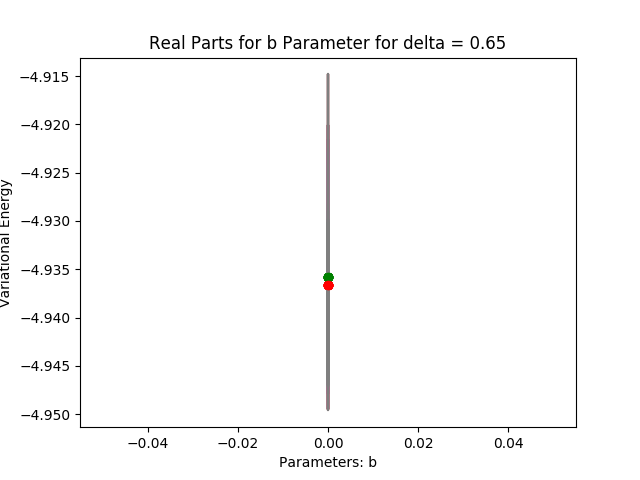 Real Parts for b Parameter for delta = 0.65
−4.915
−4.920
−4.925
−4.930
−4.935
−4.940
−4.945
−4.950
Variational Energy
−0.04 −0.02 0.00 0.02 0.04
Parameters: b